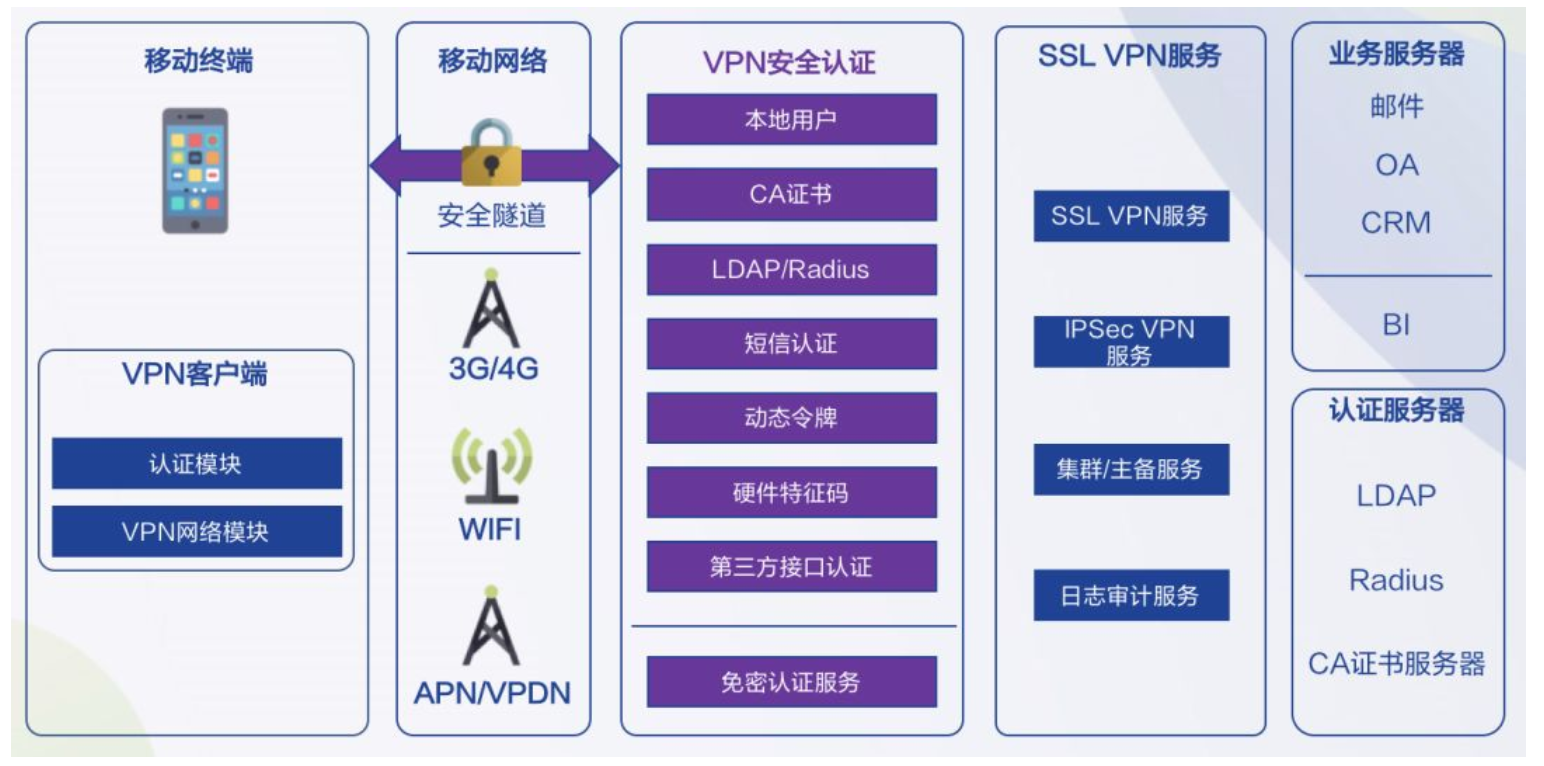 移动终端
VPN客户端
认证模块
VPN网络模块
移动网络
安全隧道
3G/4G
WIFI
APN/VPDN
VPN安全认证
本地用户
CA证书
LDAP/Radius
短信认证
动态令牌
硬件特征码
第三方接口认证
免密认证服务
SSL VPN服务
SSL VPN服务
IPSec VPN
服务
集群/主备服务
日志审计服务
业务服务器
邮件
OA
CRM
BI
认证服务器
LDAP
Radius
CA证书服务器